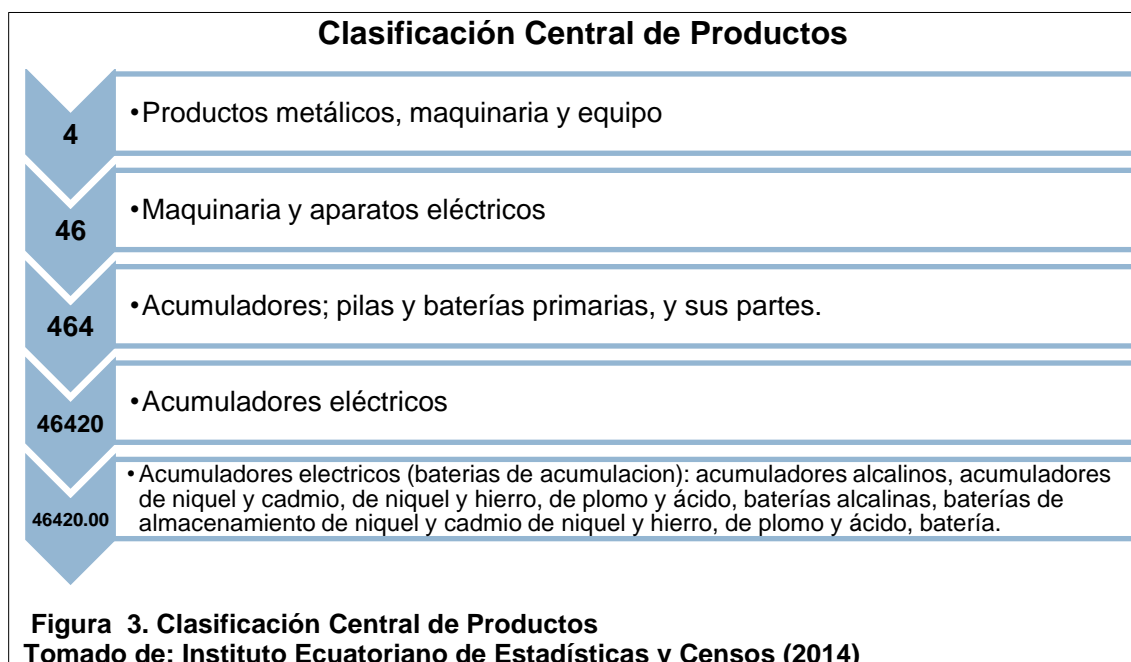 Clasificación Central de Productos
4
•Productos metálicos, maquinaria y equipo
46
•Maquinaria y aparatos eléctricos
464
•Acumuladores; pilas y baterías primarias, y sus partes.
46420
•Acumuladores eléctricos
46420.00
•Acumuladores electricos (baterias de acumulacion): acumuladores alcalinos, acumuladores
de niquel y cadmio, de niquel y hierro, de plomo y ácido, baterías alcalinas, baterías de
almacenamiento de niquel y cadmio de niquel y hierro, de plomo y ácido, batería.
Figura 3. Clasificación Central de Productos
Tomado de: Instituto Ecuatoriano de Estadísticas y Censos (2014)